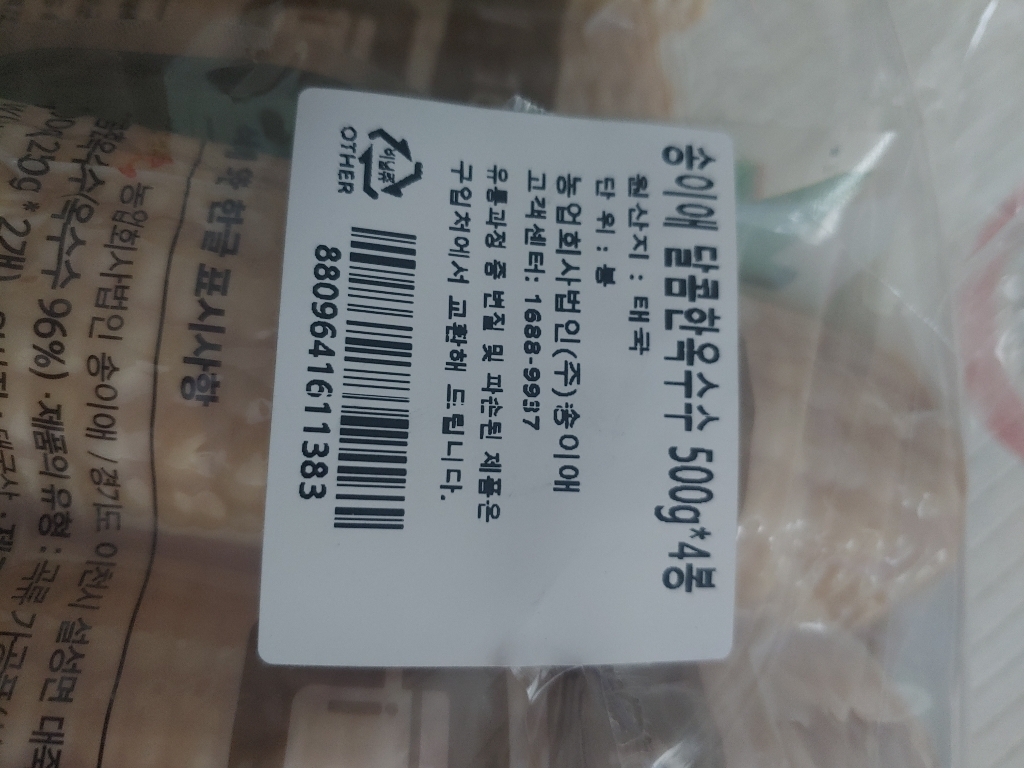 송이애 달콤한옥수수 500g*4봉
원산지 : 태국
단 위 : 봉
농업회사법인(주)송이애
고객센터: 1688-9937
유통과정 중 변질 및 파손된 제품은
구입처에서 교환해 드립니다.
비닐류
OTHER
8809641611383
한글 표시사항
농업회사법인 송이애 / 경기도 이천시 설성면 대죽
옥수수 96%) ·제품의 유형 :